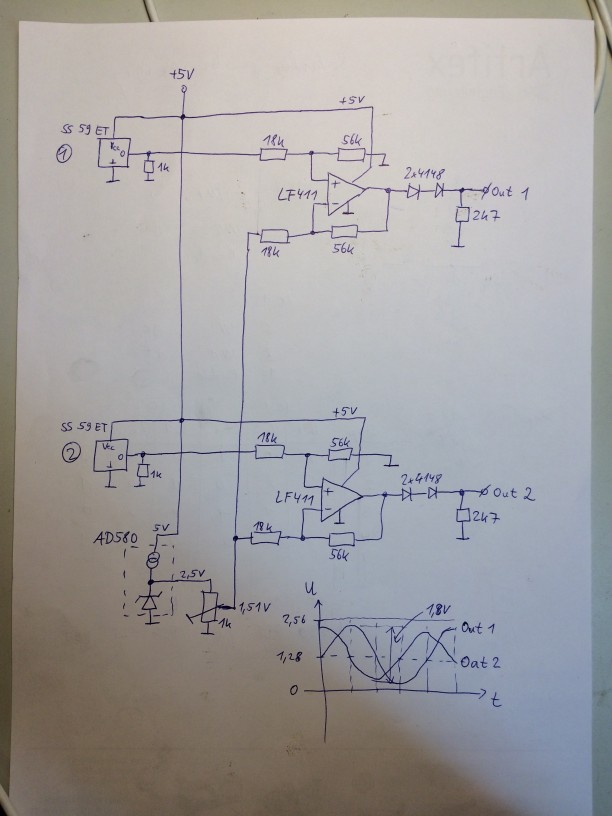 +5V
+5V
SS 59 ET
1
Vcc
O
1k
18k
56k
LF411
+
-
2x4148
Out 1
2k7
18k
56k
+5V
SS 59 ET
2
Vcc
O
1k
18k
56k
LF411
+
-
2x4148
Out 2
2k7
18k
56k
AD580
5V
2,5V
1,51V
1k
U
2,56
1,8V
Out 1
1,28
Out 2
0
t